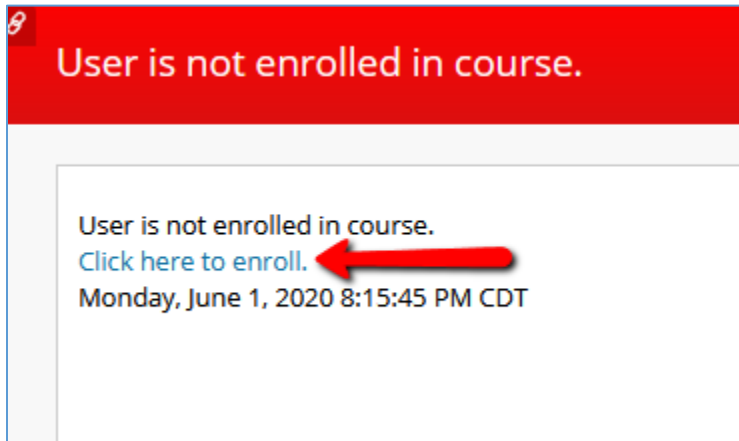 User is not enrolled in course.
User is not enrolled in course.
Click here to enroll.
Monday, June 1, 2020 8:15:45 PM CDT